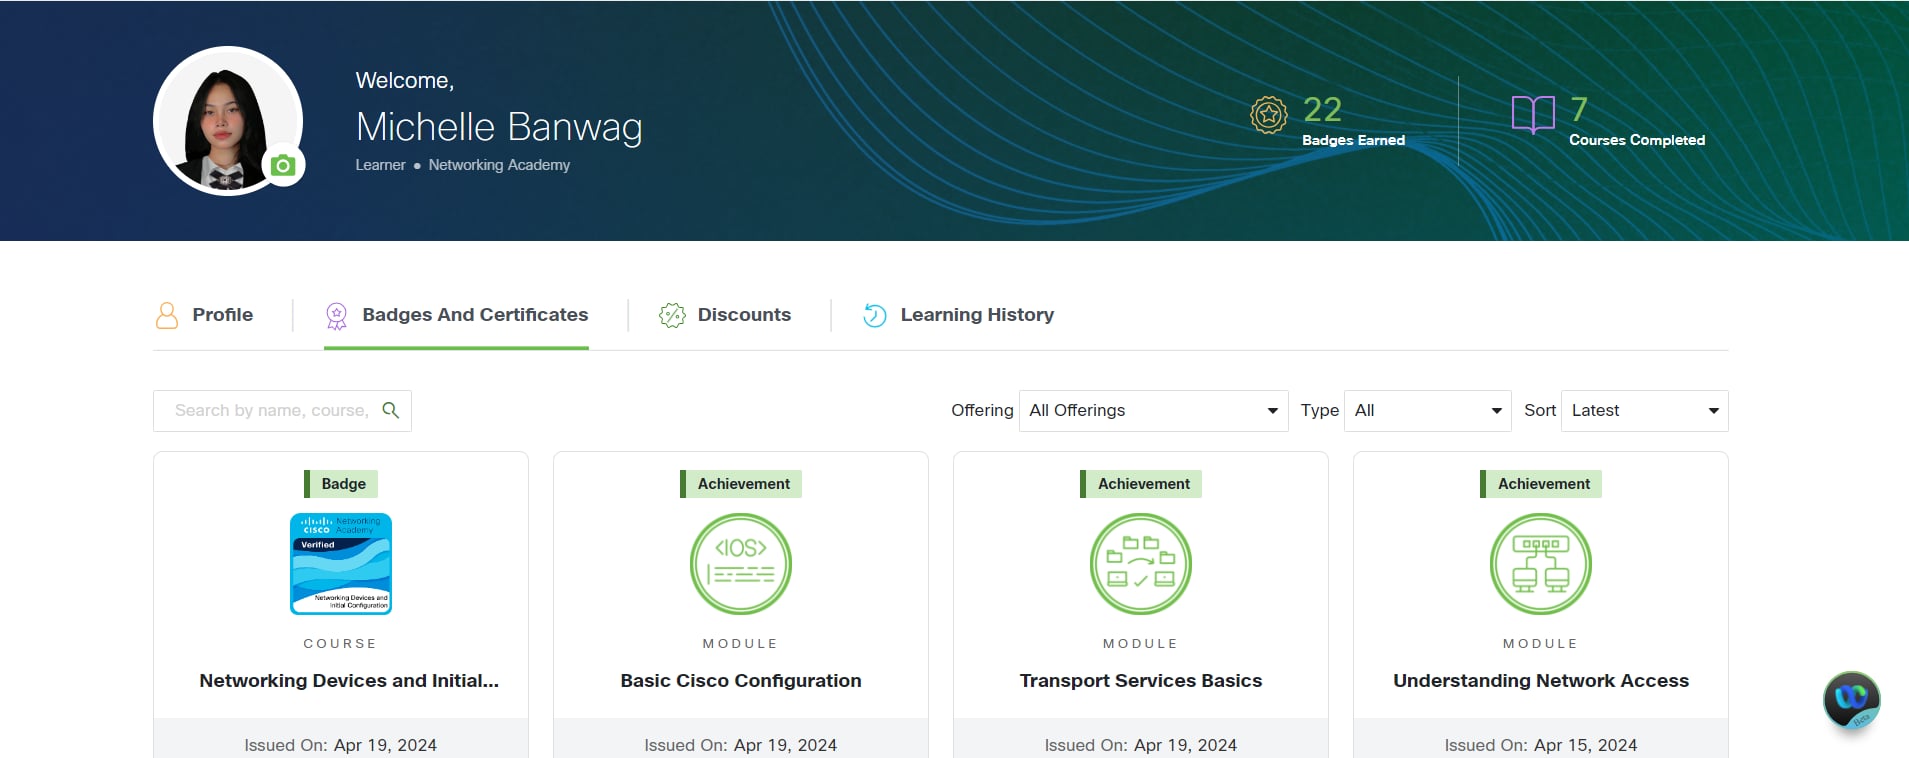 Welcome,
Michelle Banwag
Learner • Networking Academy
22
Badges Earned
7
Courses Completed
Profile
Badges And Certificates
Discounts
Learning History
Search by name, course,
Offering All Offerings
Type All
Sort Latest
Badge
CISCO Networking Academy
Verified
Networking Devices and
Initial Configuration
COURSE
Networking Devices and Initial...
Issued On: Apr 19, 2024
Achievement
<IOS>
MODULE
Basic Cisco Configuration
Issued On: Apr 19, 2024
Achievement
MODULE
Transport Services Basics
Issued On: Apr 19, 2024
Achievement
MODULE
Understanding Network Access
Issued On: Apr 15, 2024
Beta